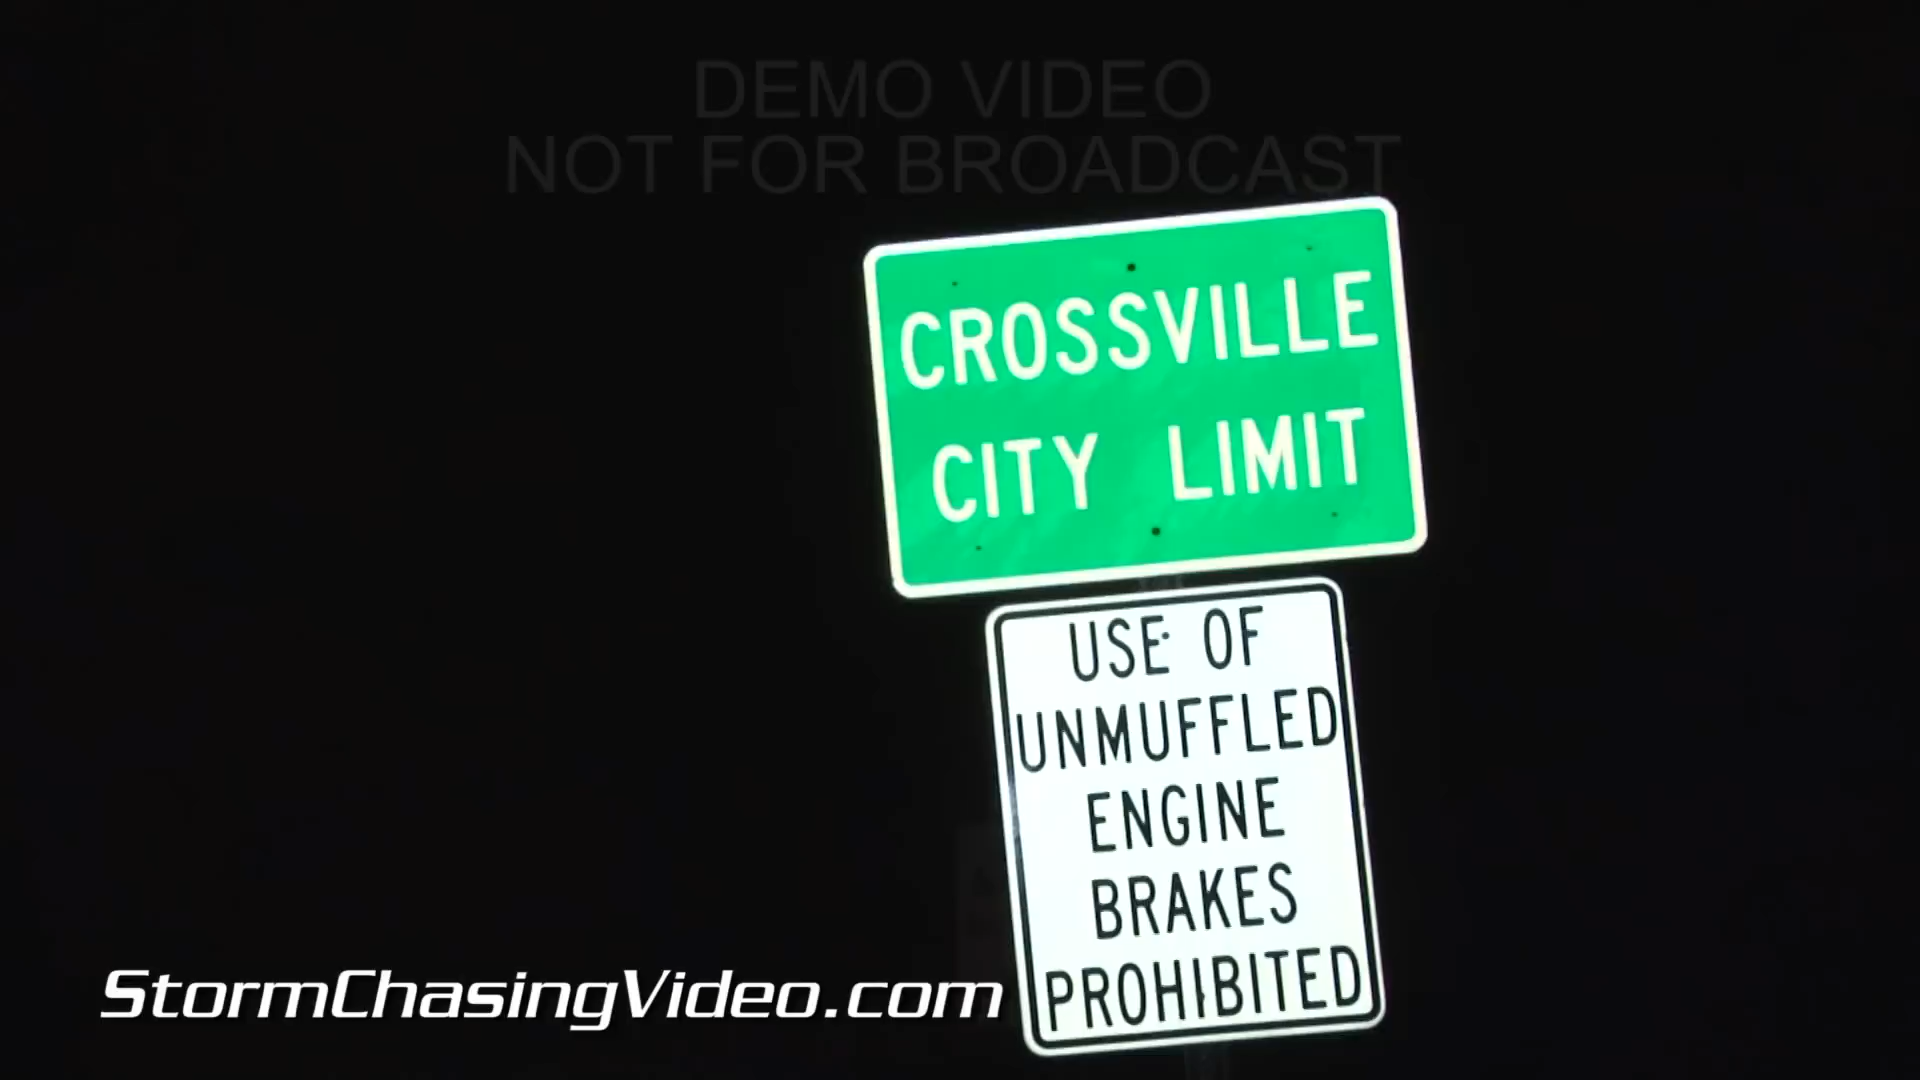 DEMO VIDEO
NOT FOR BROADCAST
CROSSVILLE
CITY LIMIT
USE OF
UNMUFFLED
ENGINE
BRAKES
PROHIBITED
StormChasingVideo.com